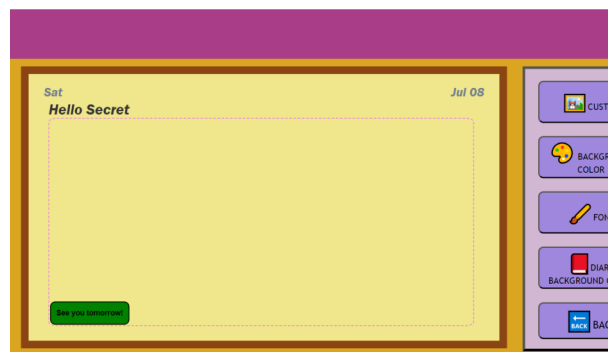 Sat
Jul 08
Hello Secret
See you tomorrow!
CUST
BACKGR
COLOR
FON
DIAR
BACKGROUND
BACK
BAC